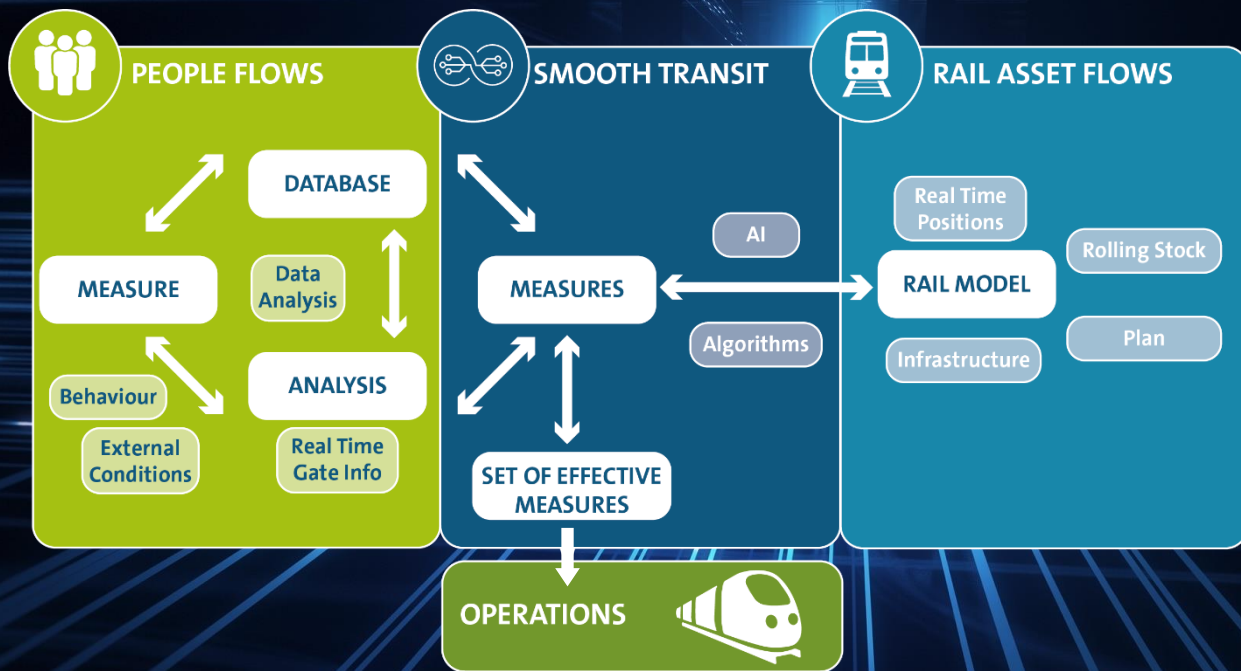 PEOPLE FLOWS
DATABASE
MEASURE
Data
Analysis
ANALYSIS
Behaviour
External
Conditions
Real Time
Gate Info
SMOOTH TRANSIT
AI
MEASURES
Algorithms
SET OF EFFECTIVE
MEASURES
RAIL ASSET FLOWS
Real Time
Positions
Rolling Stock
RAIL MODEL
Plan
Infrastructure
OPERATIONS